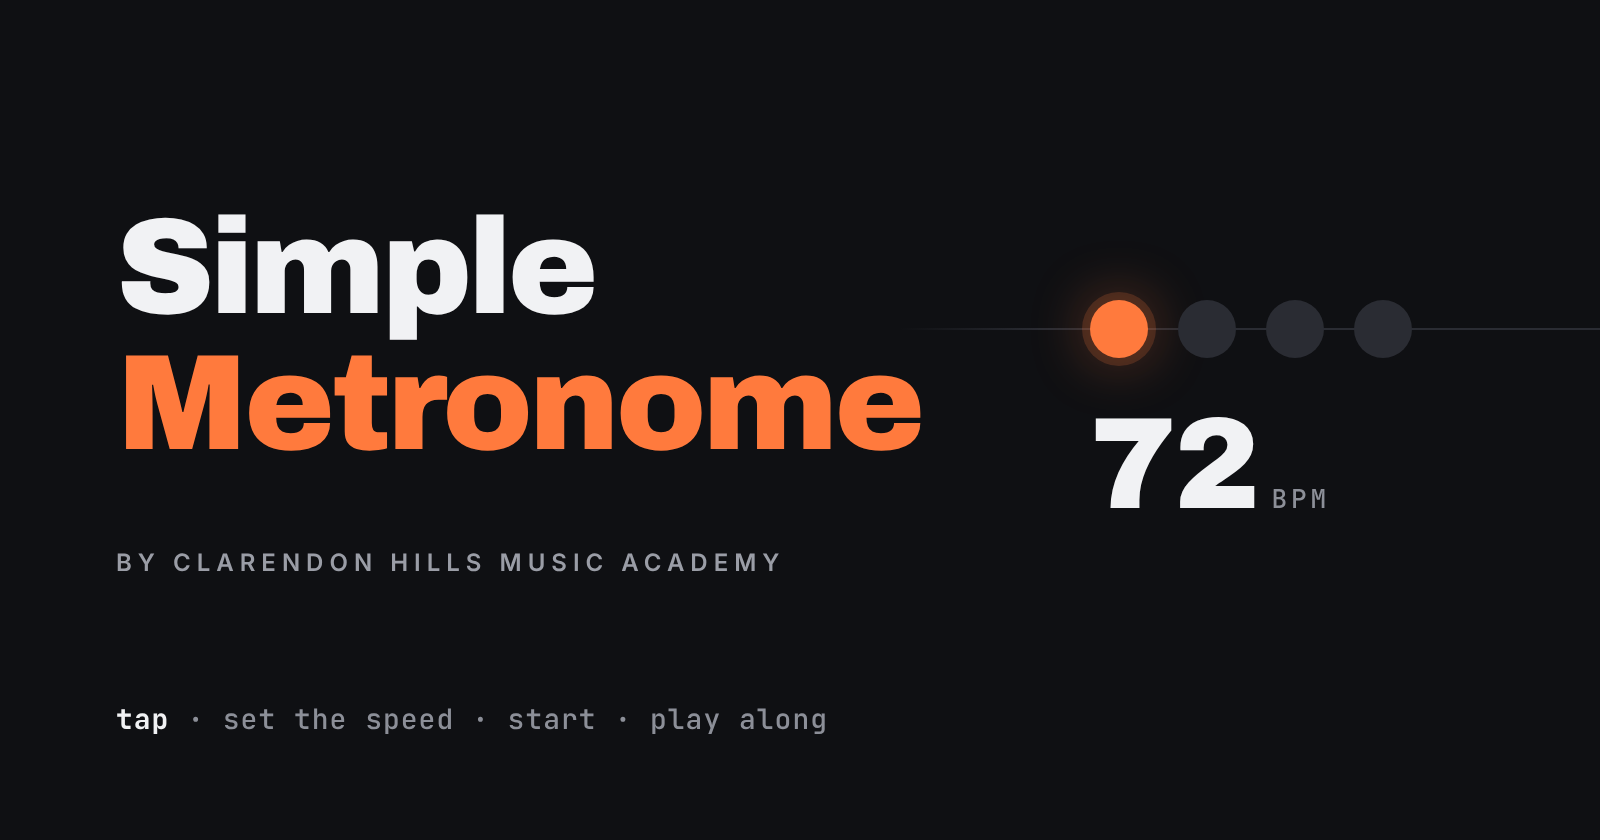 Simple
Metronome
72 BPM
BY CLARENDON HILLS MUSIC ACADEMY
tap · set the speed · start · play along